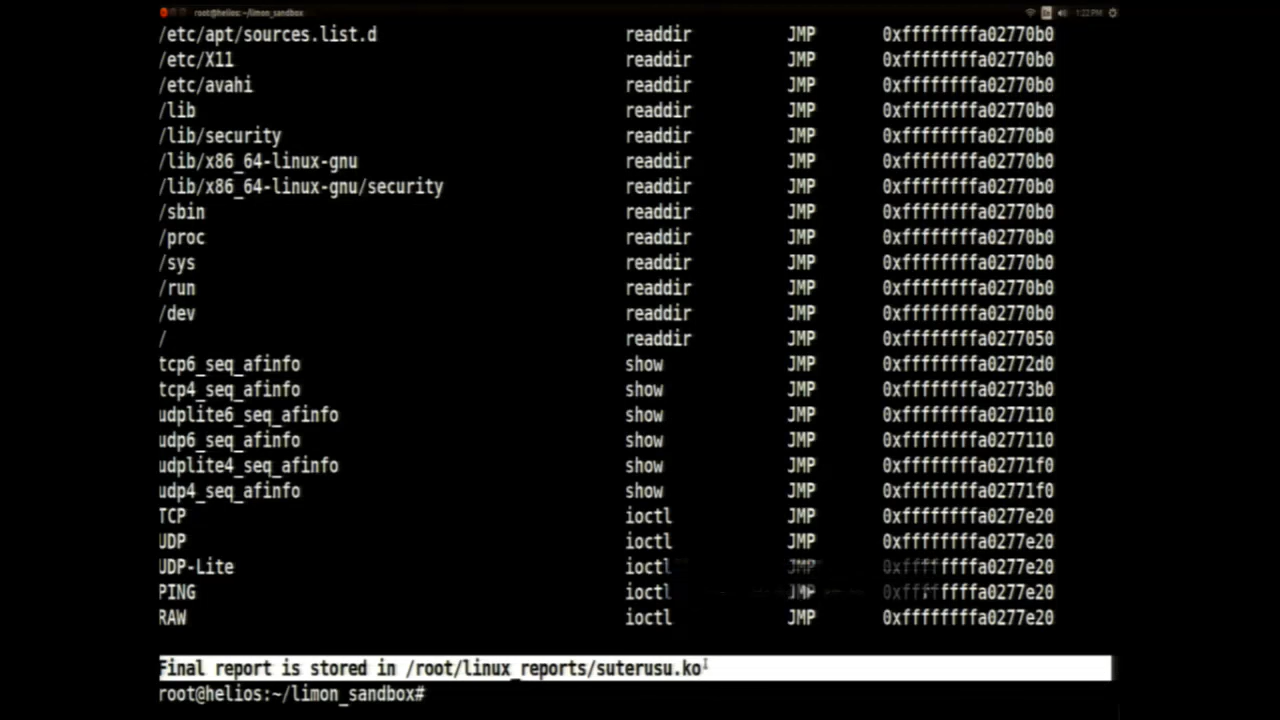 root@helios: ~/limon_sandbox
1:22 PM
/etc/apt/sources.list.d readdir JMP 0xffffffffa02770b0
/etc/X11 readdir JMP 0xffffffffa02770b0
/etc/avahi readdir JMP 0xffffffffa02770b0
/lib readdir JMP 0xffffffffa02770b0
/lib/security readdir JMP 0xffffffffa02770b0
/lib/x86_64-linux-gnu readdir JMP 0xffffffffa02770b0
/lib/x86_64-linux-gnu/security readdir JMP 0xffffffffa02770b0
/sbin readdir JMP 0xffffffffa02770b0
/proc readdir JMP 0xffffffffa02770b0
/sys readdir JMP 0xffffffffa02770b0
/run readdir JMP 0xffffffffa02770b0
/dev readdir JMP 0xffffffffa02770b0
/ readdir JMP 0xffffffffa0277050
tcp6_seq_afinfo show JMP 0xffffffffa02772d0
tcp4_seq_afinfo show JMP 0xffffffffa02773b0
udplite6_seq_afinfo show JMP 0xffffffffa0277110
udp6_seq_afinfo show JMP 0xffffffffa0277110
udplite4_seq_afinfo show JMP 0xffffffffa02771f0
udp4_seq_afinfo show JMP 0xffffffffa02771f0
TCP ioctl JMP 0xffffffffa0277e20
UDP ioctl JMP 0xffffffffa0277e20
UDP-Lite ioctl JMP 0xffffffffa0277e20
PING ioctl JMP 0xffffffffa0277e20
RAW ioctl JMP 0xffffffffa0277e20
Final report is stored in /root/linux_reports/suterusu.ko
root@helios:~/limon_sandbox#